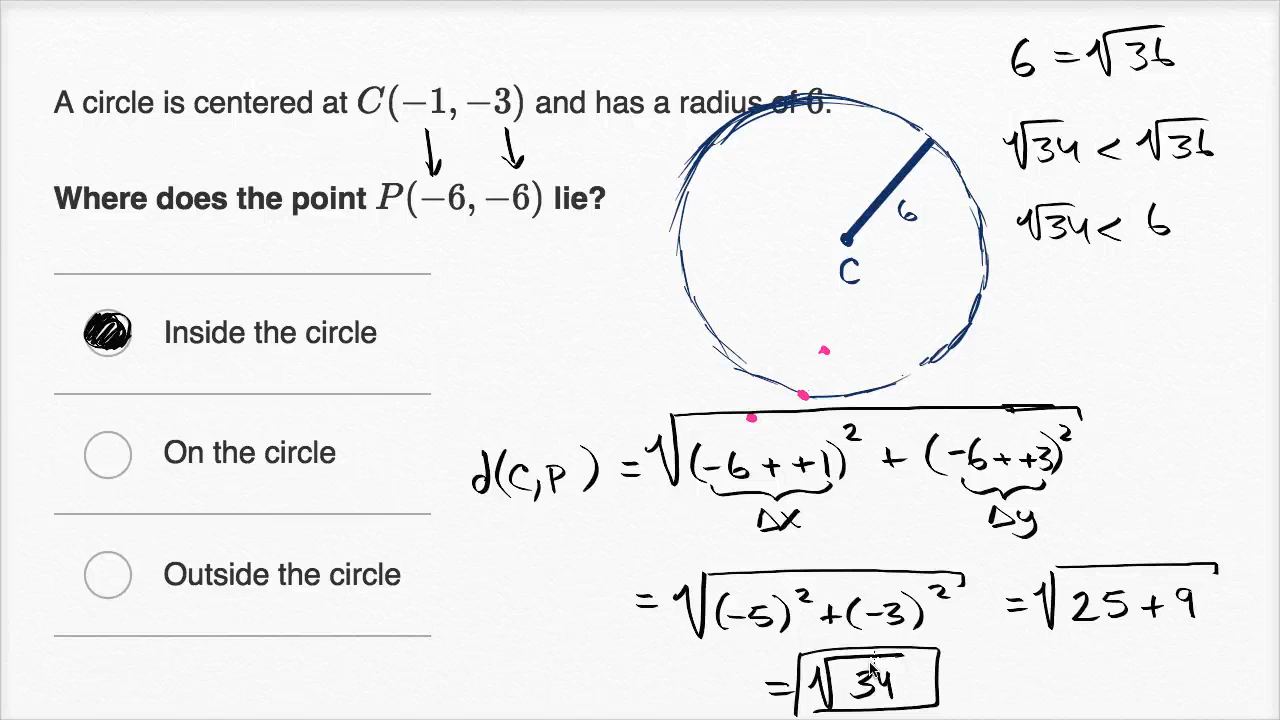 A circle is centered at C(−1, −3) and has a radius of 6.
Where does the point P(−6, −6) lie?
Inside the circle
On the circle
Outside the circle
6
C
6 = √36
√34 < √36
√34 < 6
d(C,P) = √(-6 + +1)² + (-6 + +3)²
Δx Δy
= √(-5)² + (-3)² = √25 + 9
= √34